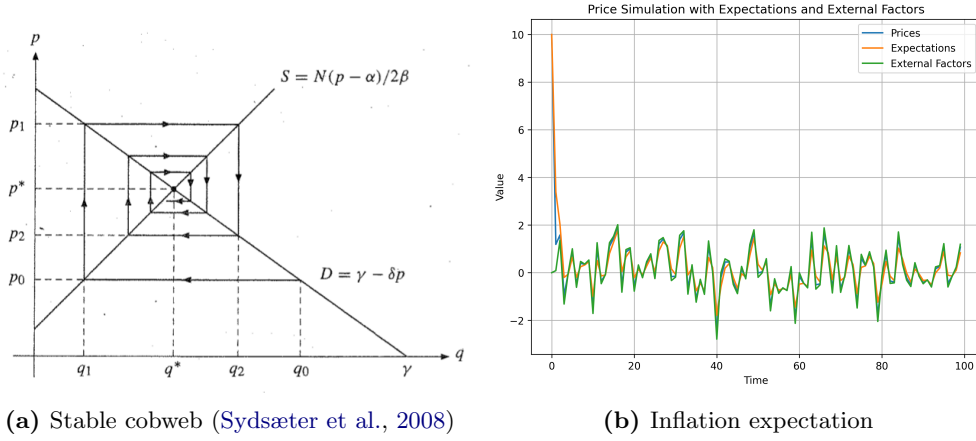 p
S = N(p − α)/2β
p₁
p*
p₂
p₀
D = γ − δp
q₁
q*
q₂
q₀
γ
q
(a) Stable cobweb (Sydsæter et al., 2008)
Price Simulation with Expectations and External Factors
Prices
Expectations
External Factors
10
8
6
4
2
0
−2
Value
0
20
40
60
80
100
Time
(b) Inflation expectation